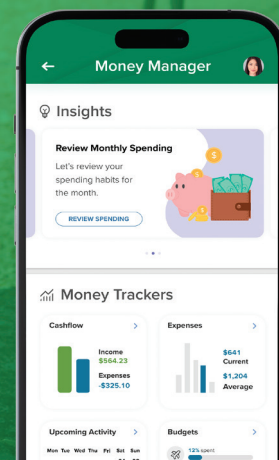 Money Manager
Insights
Review Monthly Spending
Let's review your
spending habits for
the month.
REVIEW SPENDING
Money Trackers
Cashflow
Expenses
Income
$564.23
Expenses
-$325.10
$641
Current
$1,204
Average
Upcoming Activity
Budgets
Mon Tue Wed Thu Fri Sat Sun
12% spent